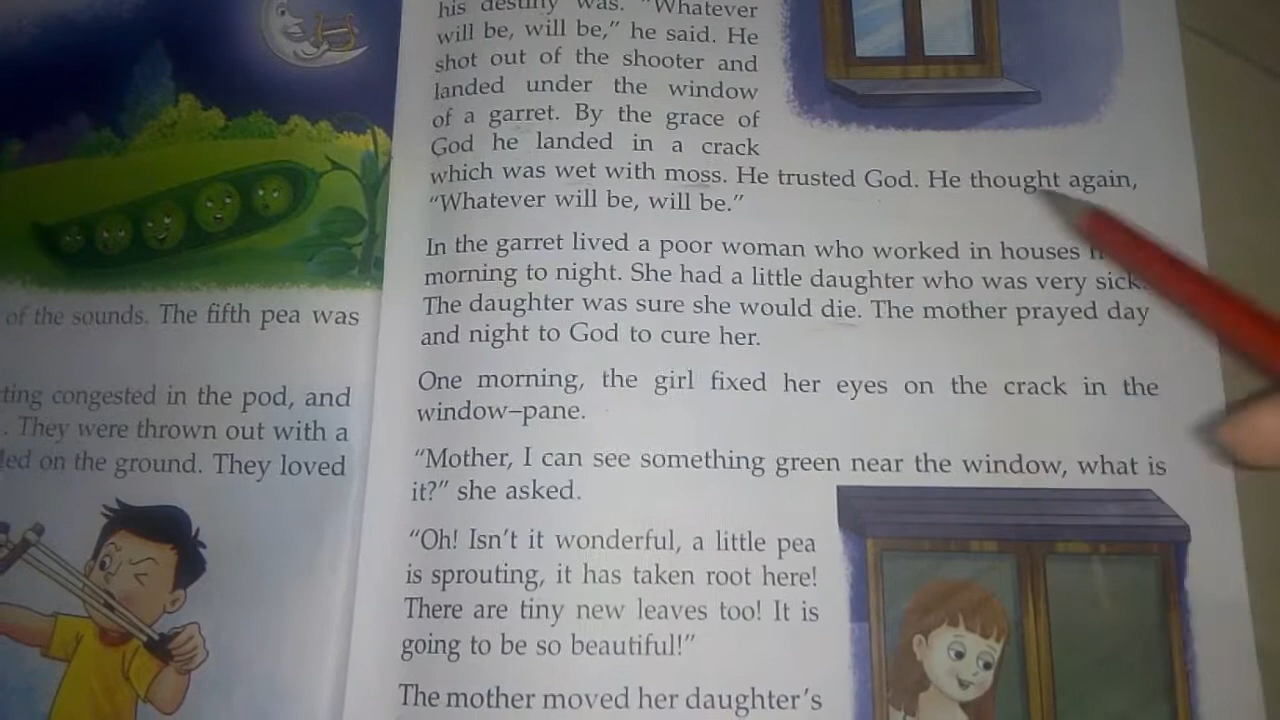 of the sounds. The fifth pea was
ting congested in the pod, and
. They were thrown out with a
led on the ground. They loved
his destiny was. "Whatever
will be, will be," he said. He
shot out of the shooter and
landed under the window
of a garret. By the grace of
God he landed in a crack
which was wet with moss. He trusted God. He thought again,
"Whatever will be, will be."
In the garret lived a poor woman who worked in houses
morning to night. She had a little daughter who was very sick.
The daughter was sure she would die. The mother prayed day
and night to God to cure her.
One morning, the girl fixed her eyes on the crack in the
window–pane.
"Mother, I can see something green near the window, what is
it?" she asked.
"Oh! Isn't it wonderful, a little pea
is sprouting, it has taken root here!
There are tiny new leaves too! It is
going to be so beautiful!"
The mother moved her daughter's